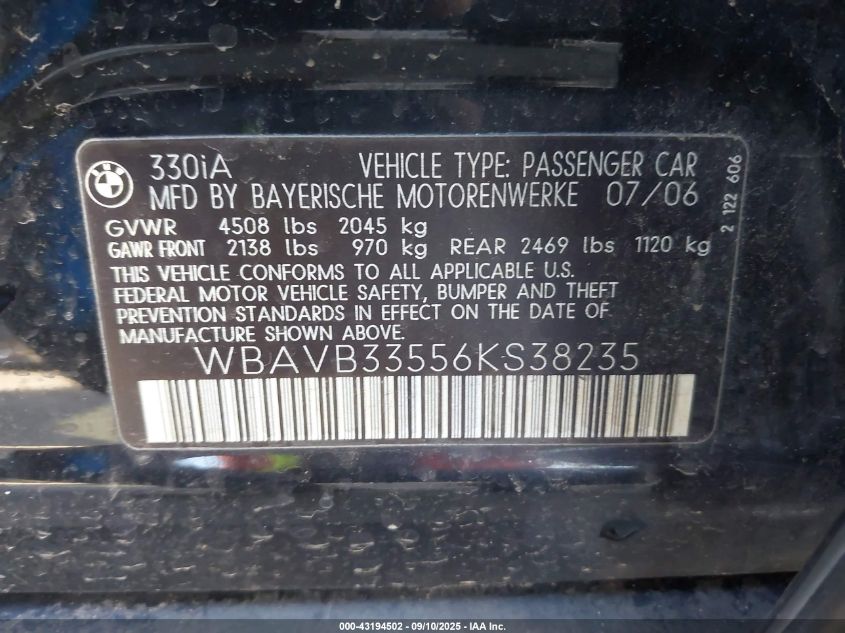 BMW
330iA VEHICLE TYPE: PASSENGER CAR
MFD BY BAYERISCHE MOTORENWERKE 07/06
GVWR 4508 lbs 2045 kg
GAWR FRONT 2138 lbs 970 kg REAR 2469 lbs 1120 kg
THIS VEHICLE CONFORMS TO ALL APPLICABLE U.S.
FEDERAL MOTOR VEHICLE SAFETY, BUMPER AND THEFT
PREVENTION STANDARDS IN EFFECT ON THE DATE OF
MANUFACTURE SHOWN ABOVE.
WBAVB33556KS38235
2 122 606
000-43194502 - 09/10/2025 - IAA Inc.